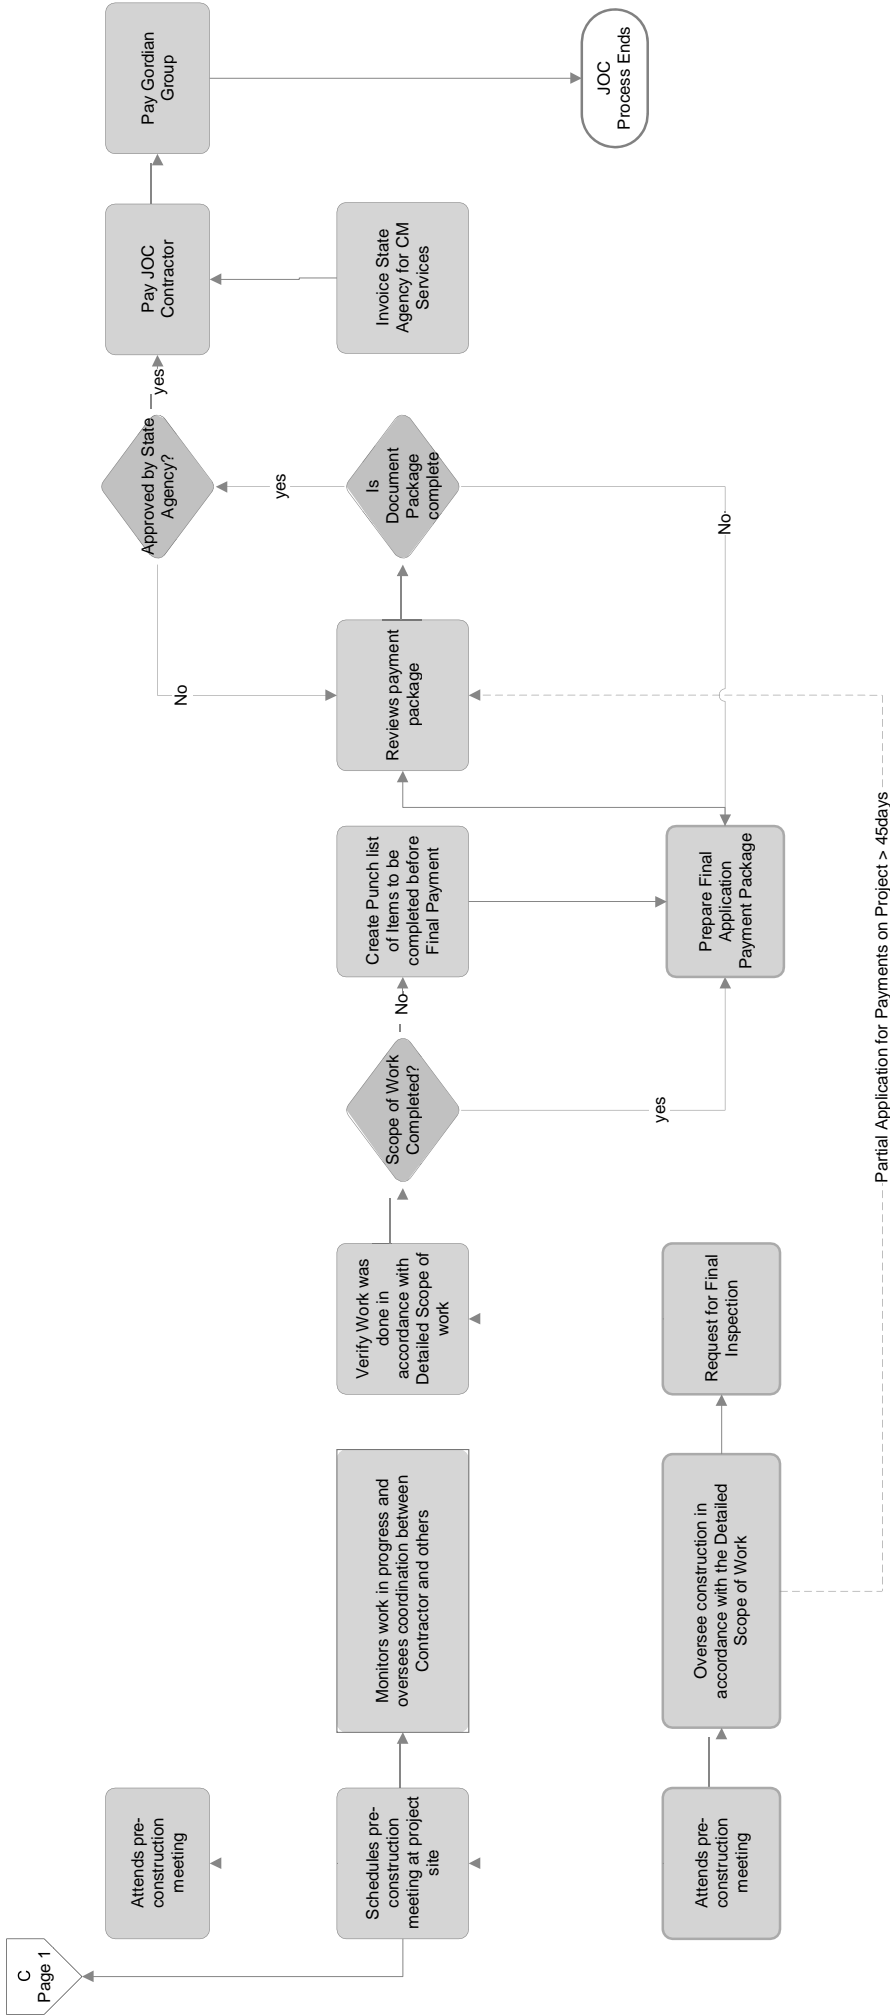 C
Page 1
Attends pre-
construction
meeting
Schedules pre-
construction
meeting at project
site
Attends pre-
construction
meeting
Monitors work in progress and
oversees coordination between
Contractor and others
Oversee construction in
accordance with the Detailed
Scope of Work
Verify Work was
done in
accordance with
Detailed Scope of
work
Request for Final
Inspection
Scope of Work
Completed?
No
yes
Create Punch list
of Items to be
completed before
Final Payment
Prepare Final
Application
Payment Package
Partial Application for Payments on Project > 45days
Reviews payment
package
No
Is
Document
Package
complete
No
yes
Approved by State
Agency?
yes
Pay JOC
Contractor
Invoice State
Agency for CM
Services
Pay Gordian
Group
JOC
Process Ends